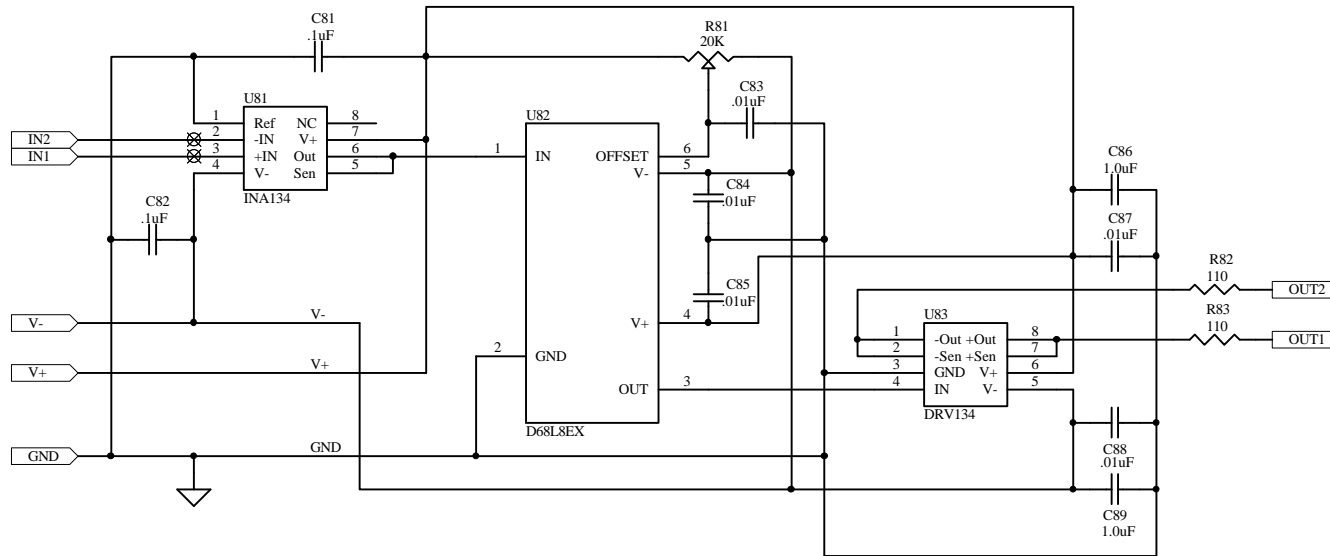 C81
.1uF
R81
20K
C83
.01uF
U81
1 Ref NC 8
2 -IN V+ 7
3 +IN Out 6
4 V- Sen 5
INA134
IN2
IN1
C82
.1uF
U82
1 IN
OFFSET 6
V- 5
V+ 4
2 GND
OUT 3
D68L8EX
C84
.01uF
C85
.01uF
C86
1.0uF
C87
.01uF
R82
110
OUT2
R83
110
OUT1
U83
1 -Out +Out 8
2 -Sen +Sen 7
3 GND V+ 6
4 IN V- 5
DRV134
C88
.01uF
C89
1.0uF
V- V-
V+ V+
GND GND